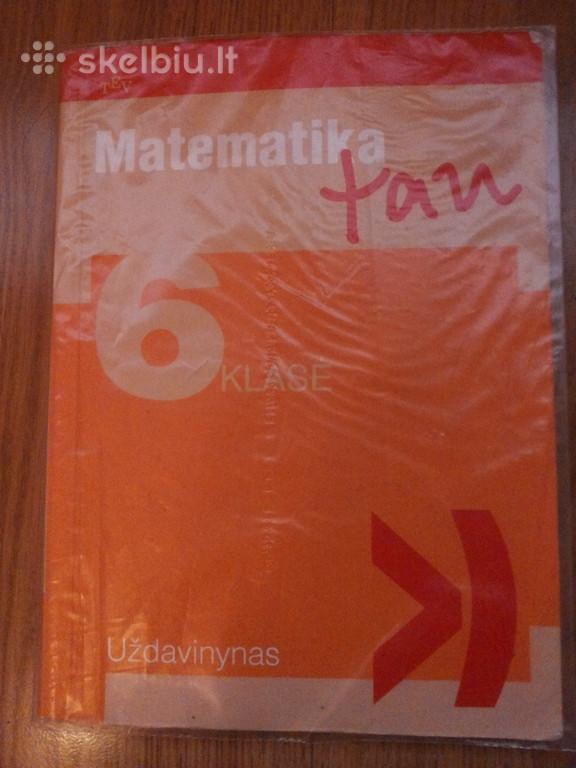 skelbiu.lt
TEV
Matematika
tau
6
KLASĖ
Uždavinynas